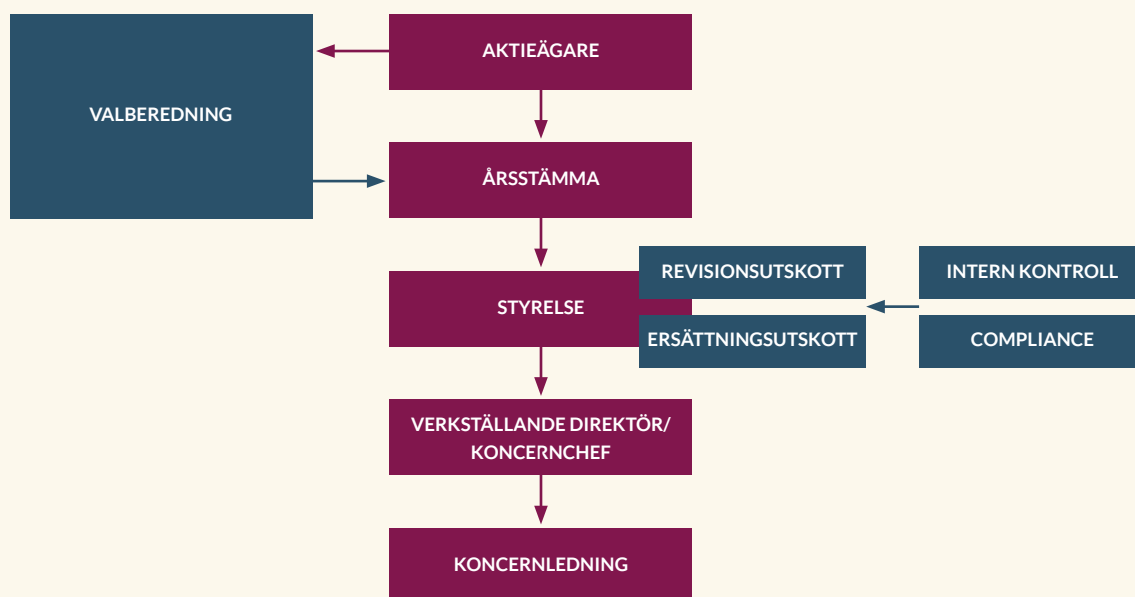 AKTIEÄGARE
VALBEREDNING
ÅRSSTÄMMA
STYRELSE
REVISIONSUTSKOTT
INTERN KONTROLL
ERSÄTTNINGSUTSKOTT
COMPLIANCE
VERKSTÄLLANDE DIREKTÖR/
KONCERNCHEF
KONCERNLEDNING